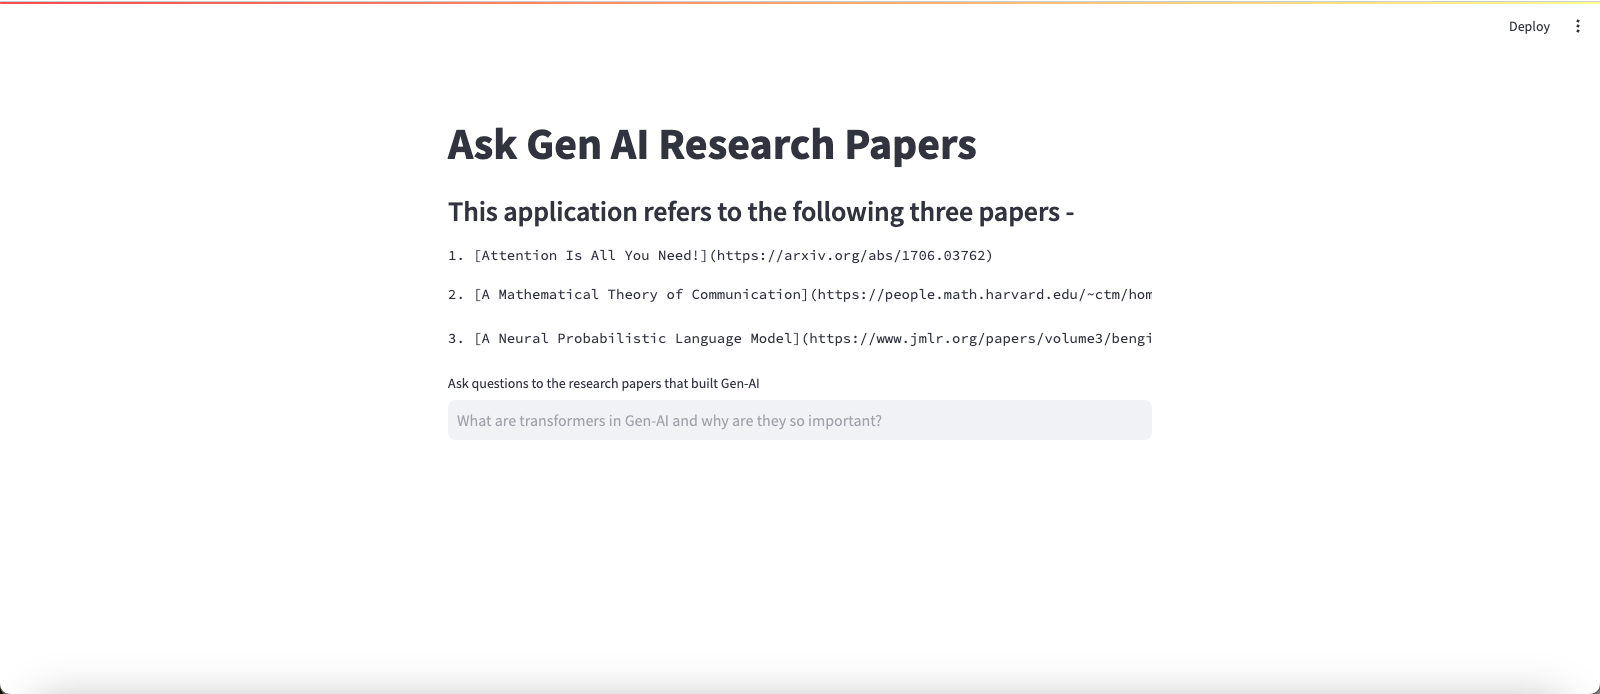 Deploy
Ask Gen AI Research Papers
This application refers to the following three papers -
1. [Attention Is All You Need!](https://arxiv.org/abs/1706.03762)
2. [A Mathematical Theory of Communication](https://people.math.harvard.edu/~ctm/hom
3. [A Neural Probabilistic Language Model](https://www.jmlr.org/papers/volume3/bengi
Ask questions to the research papers that built Gen-AI
What are transformers in Gen-AI and why are they so important?